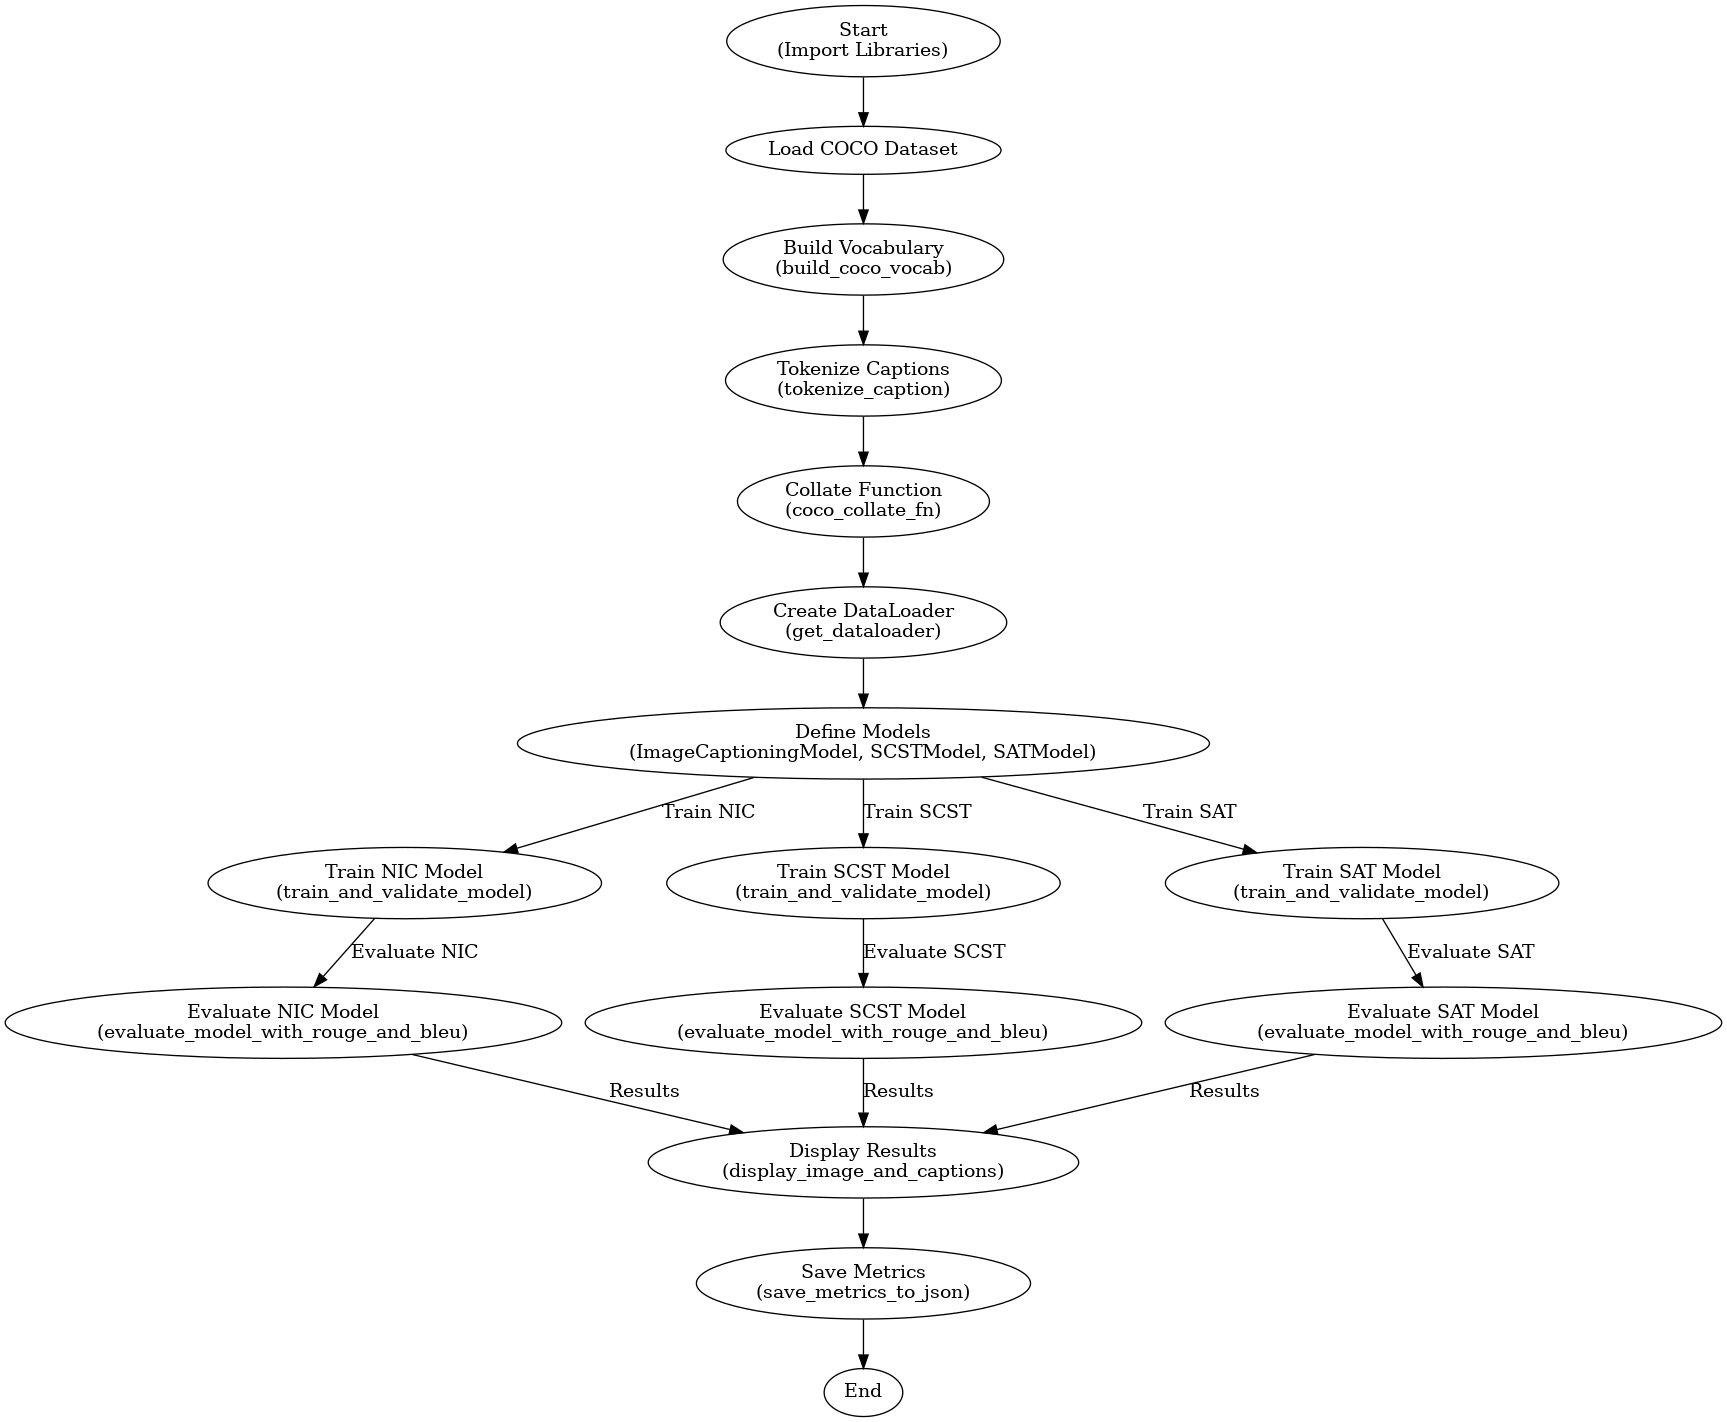 Start
(Import Libraries)
Load COCO Dataset
Build Vocabulary
(build_coco_vocab)
Tokenize Captions
(tokenize_caption)
Collate Function
(coco_collate_fn)
Create DataLoader
(get_dataloader)
Define Models
(ImageCaptioningModel, SCSTModel, SATModel)
Train NIC
Train SCST
Train SAT
Train NIC Model
(train_and_validate_model)
Train SCST Model
(train_and_validate_model)
Train SAT Model
(train_and_validate_model)
Evaluate NIC
Evaluate SCST
Evaluate SAT
Evaluate NIC Model
(evaluate_model_with_rouge_and_bleu)
Evaluate SCST Model
(evaluate_model_with_rouge_and_bleu)
Evaluate SAT Model
(evaluate_model_with_rouge_and_bleu)
Results
Results
Results
Display Results
(display_image_and_captions)
Save Metrics
(save_metrics_to_json)
End